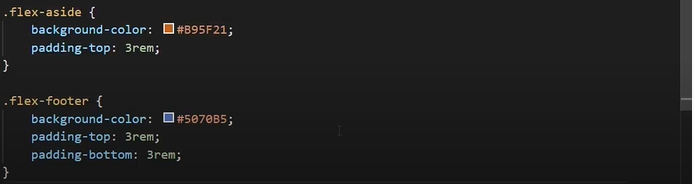 .flex-aside {
background-color: #B95F21;
padding-top: 3rem;
}
.flex-footer {
background-color: #5070B5;
padding-top: 3rem;
padding-bottom: 3rem;
}